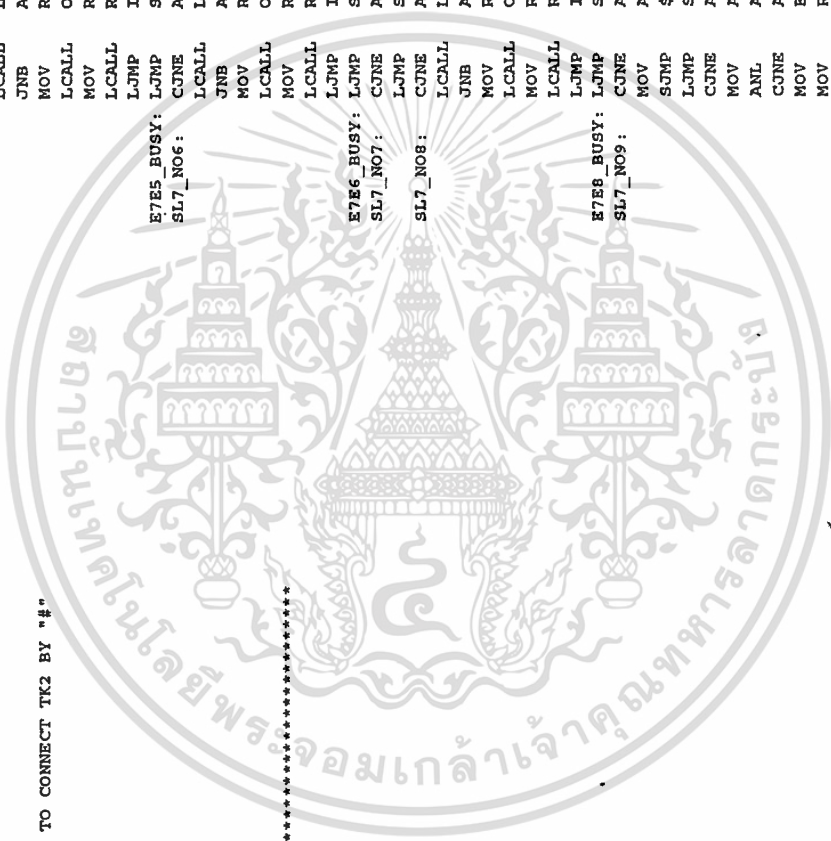 LCALL
JNB
MOV
TO CONNECT TK2 BY "#"
LCALL
MOV
LCALL
LJMP
E7E5_BUSY: LJMP
SL7_NO6: CJNE
LCALL
JNB
MOV
LCALL
***********************************
MOV
LCALL
LJMP
E7E6_BUSY: LJMP
SL7_NO7: CJNE
LJMP
SL7_NO8: CJNE
LCALL
JNB
MOV
LCALL
MOV
LCALL
LJMP
E7E8_BUSY: LJMP
SL7_NO9: CJNE
MOV
SJMP
LJMP
CJNE
MOV
ANL
CJNE
MOV
MOV
สถาบันเทคโนโลยีพระจอมเกล้าเจ้าคุณทหารลาดกระบัง